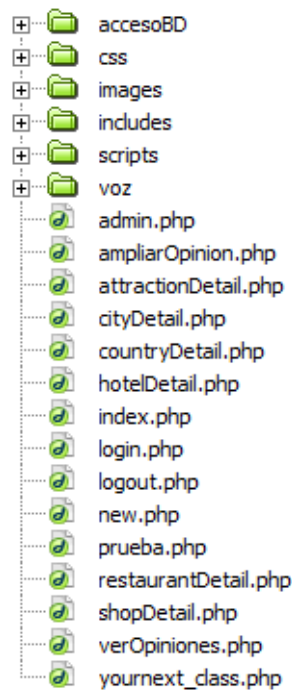 accesoBD
css
images
includes
scripts
voz
admin.php
ampliarOpinion.php
attractionDetail.php
cityDetail.php
countryDetail.php
hotelDetail.php
index.php
login.php
logout.php
new.php
prueba.php
restaurantDetail.php
shopDetail.php
verOpiniones.php
yournext_class.php